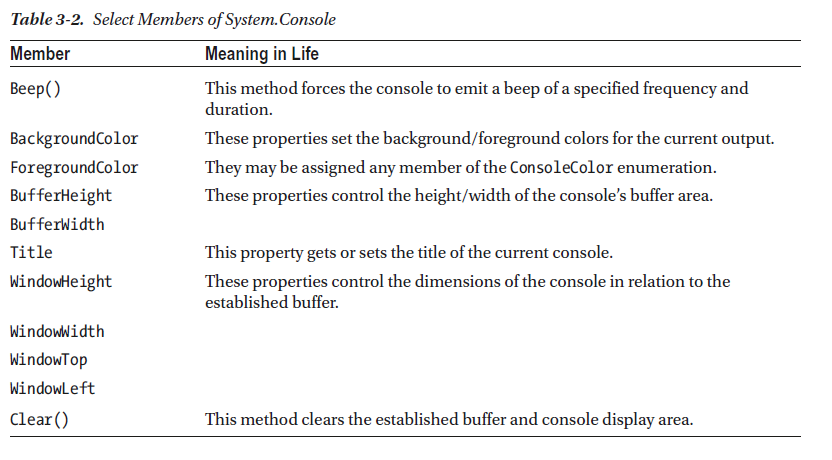 Table 3-2. Select Members of System.Console
Member Meaning in Life
Beep() This method forces the console to emit a beep of a specified frequency and
duration.
BackgroundColor These properties set the background/foreground colors for the current output.
ForegroundColor They may be assigned any member of the ConsoleColor enumeration.
BufferHeight These properties control the height/width of the console’s buffer area.
BufferWidth
Title This property gets or sets the title of the current console.
WindowHeight These properties control the dimensions of the console in relation to the
established buffer.
WindowWidth
WindowTop
WindowLeft
Clear() This method clears the established buffer and console display area.